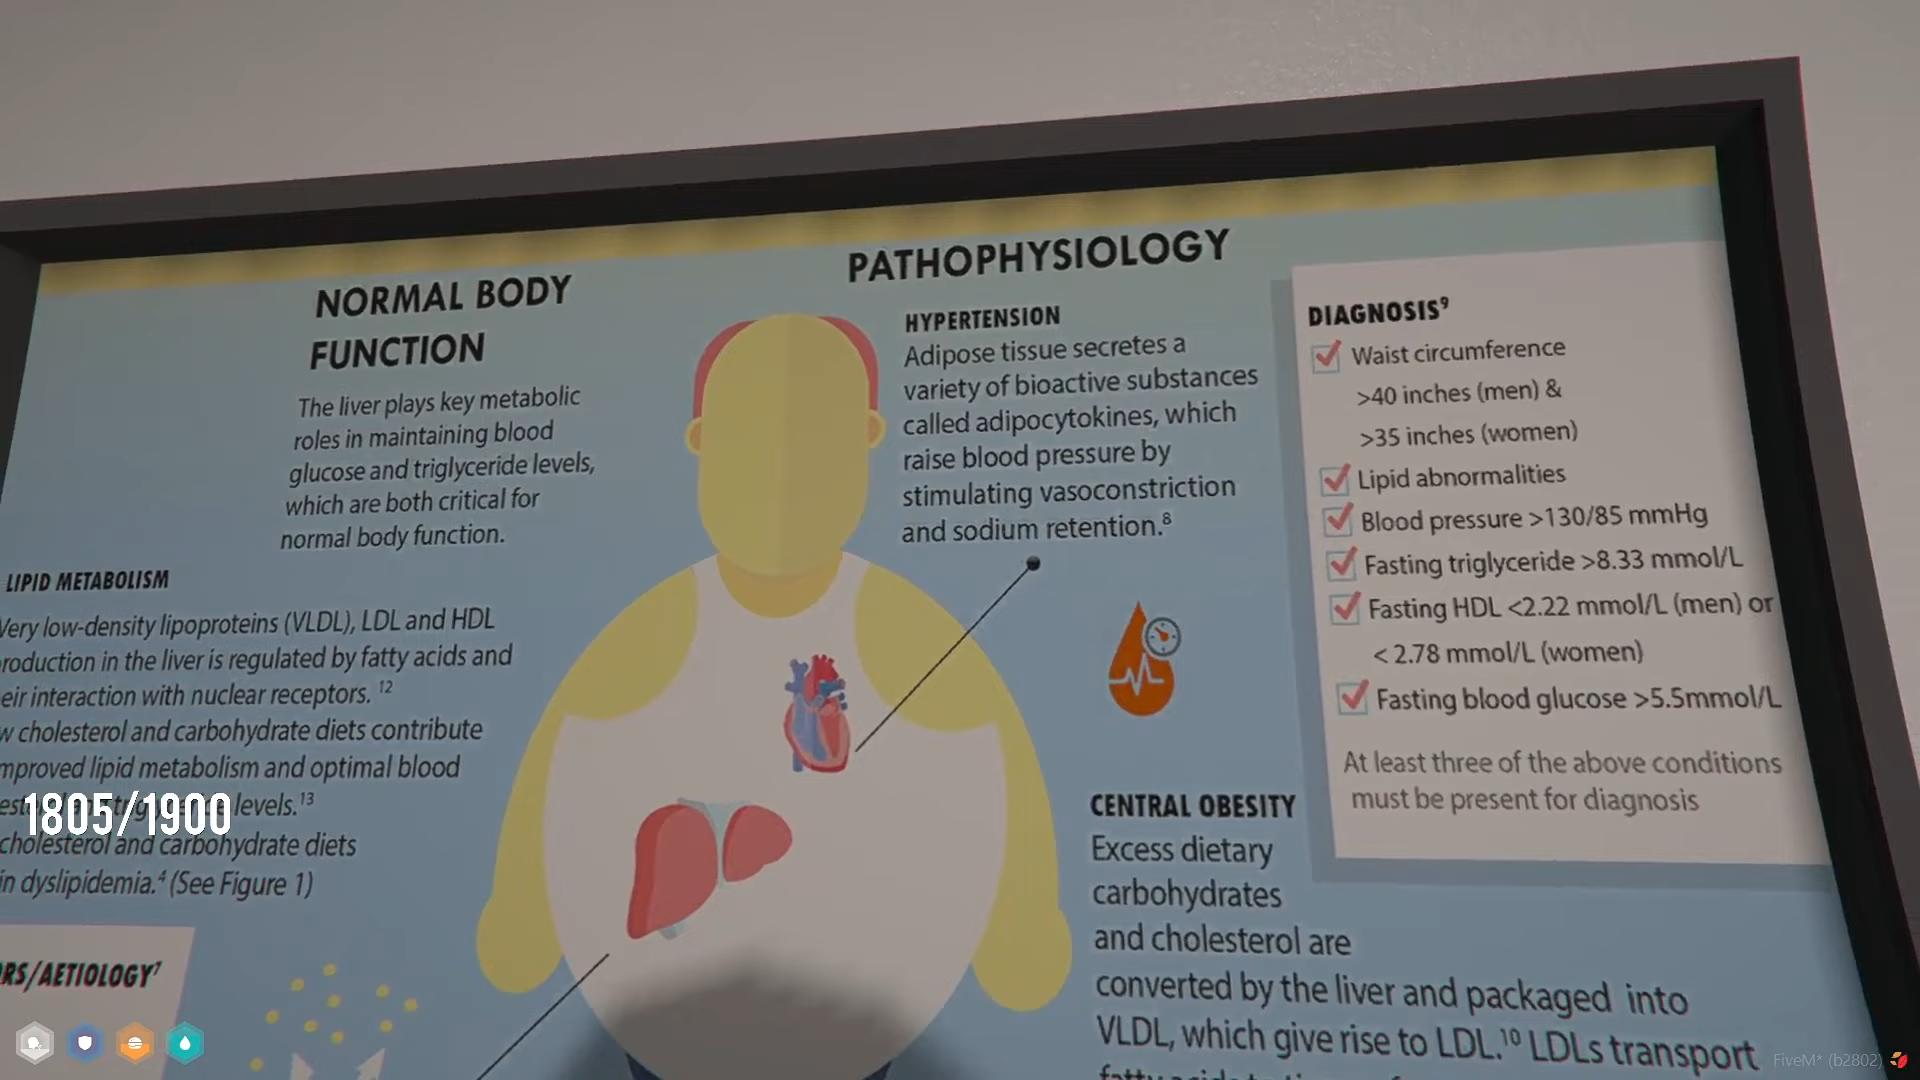 NORMAL BODY
FUNCTION
The liver plays key metabolic
roles in maintaining blood
glucose and triglyceride levels,
which are both critical for
normal body function.
LIPID METABOLISM
Very low-density lipoproteins (VLDL), LDL and HDL
roduction in the liver is regulated by fatty acids and
eir interaction with nuclear receptors. 12
w cholesterol and carbohydrate diets contribute
mproved lipid metabolism and optimal blood
levels.13
cholesterol and carbohydrate diets
in dyslipidemia.4 (See Figure 1)
1805/1900
RS/AETIOLOGY7
PATHOPHYSIOLOGY
HYPERTENSION
Adipose tissue secretes a
variety of bioactive substances
called adipocytokines, which
raise blood pressure by
stimulating vasoconstriction
and sodium retention.8
CENTRAL OBESITY
Excess dietary
carbohydrates
and cholesterol are
converted by the liver and packaged into
VLDL, which give rise to LDL.10 LDLs transport
DIAGNOSIS9
Waist circumference
>40 inches (men) &
>35 inches (women)
Lipid abnormalities
Blood pressure >130/85 mmHg
Fasting triglyceride >8.33 mmol/L
Fasting HDL <2.22 mmol/L (men) or
< 2.78 mmol/L (women)
Fasting blood glucose >5.5mmol/L
At least three of the above conditions
must be present for diagnosis
FiveM* (b2802)